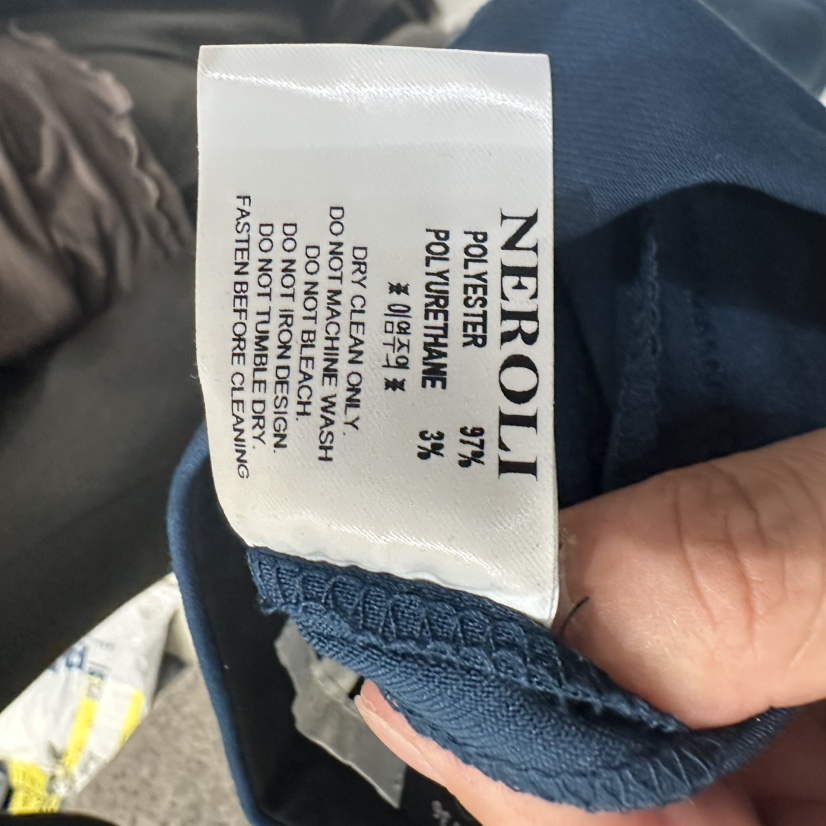 NEROLI
POLYESTER 97%
POLYURETHANE 3%
※이염주의※
DRY CLEAN ONLY.
DO NOT MACHINE WASH
DO NOT BLEACH.
DO NOT IRON DESIGN.
DO NOT TUMBLE DRY.
FASTEN BEFORE CLEANING